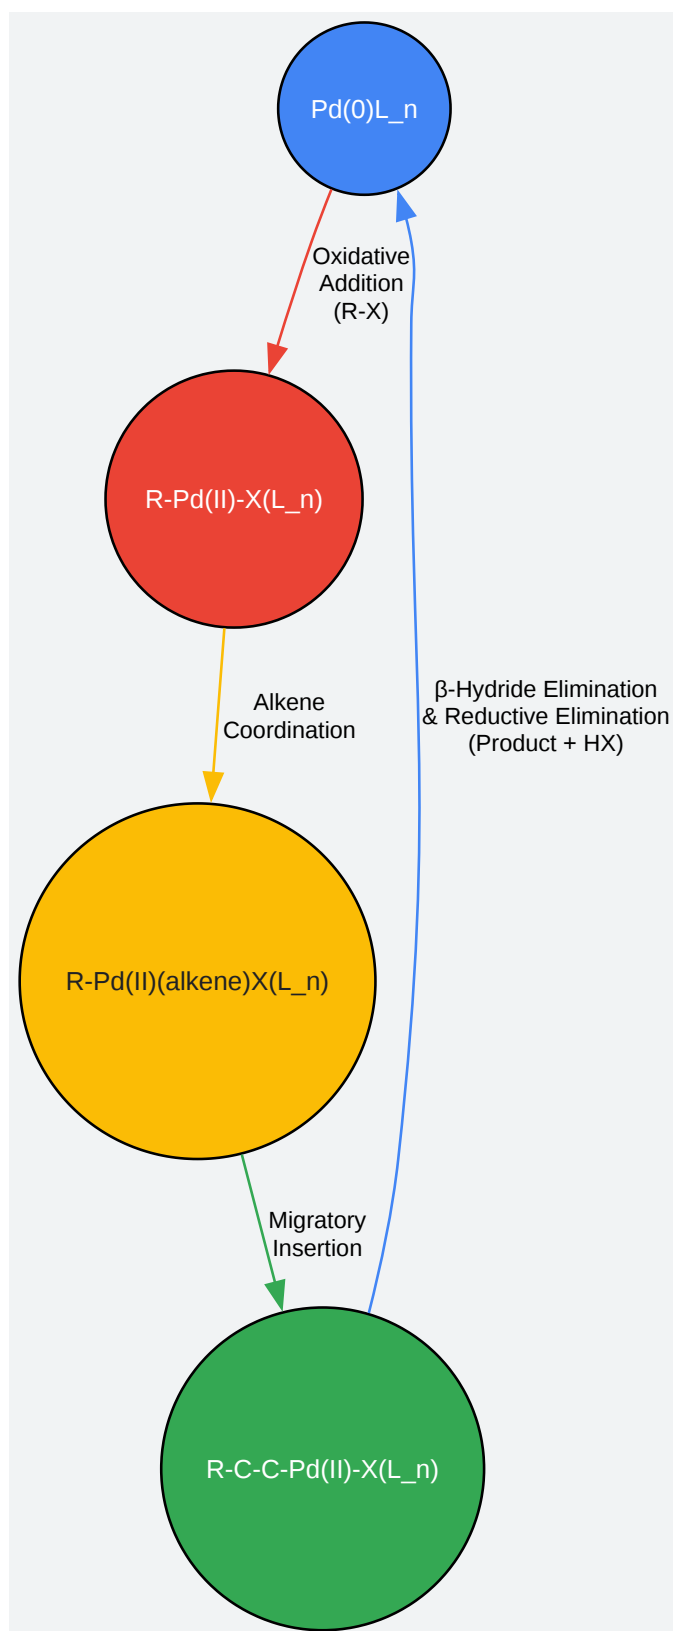 Pd(0)L_n
Oxidative
Addition
(R-X)
R-Pd(II)-X(L_n)
Alkene
Coordination
β-Hydride Elimination
& Reductive Elimination
(Product + HX)
R-Pd(II)(alkene)X(L_n)
Migratory
Insertion
R-C-C-Pd(II)-X(L_n)